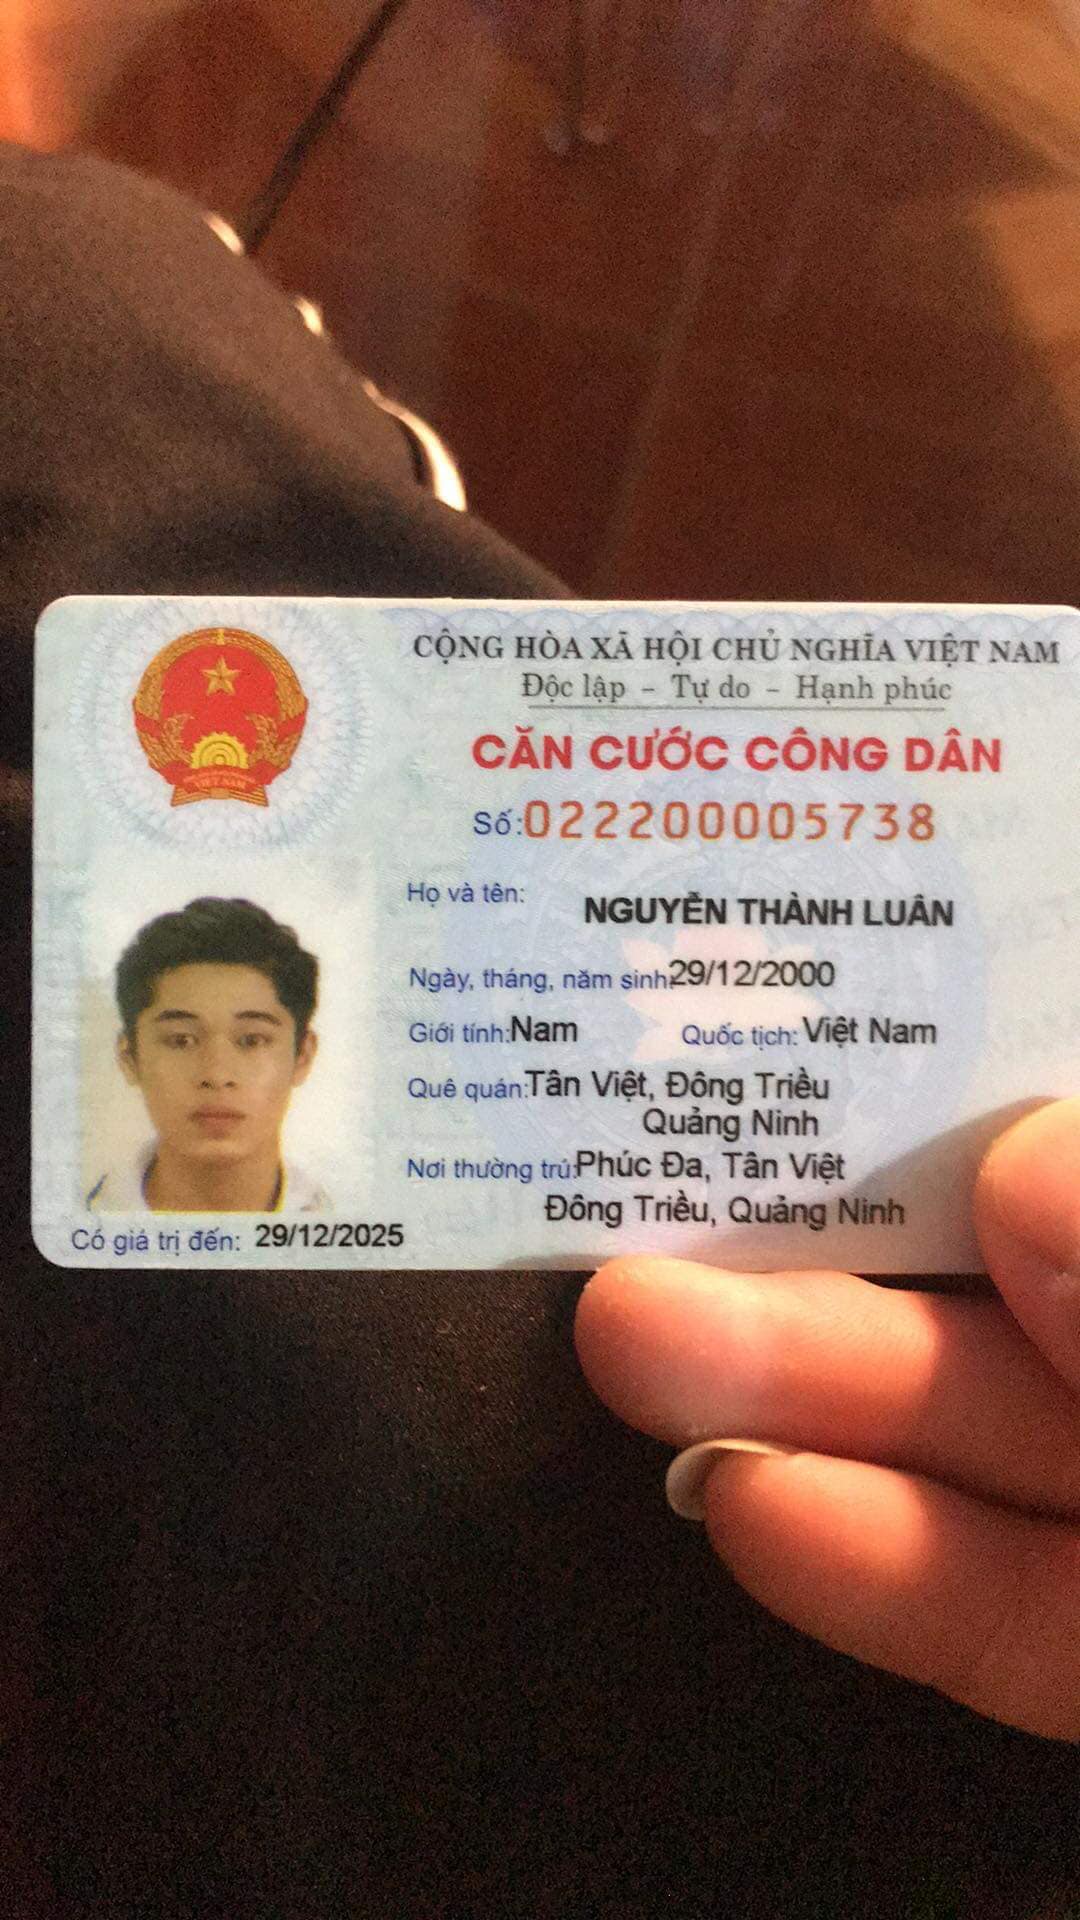 CỘNG HÒA XÃ HỘI CHỦ NGHĨA VIỆT NAM
Độc lập - Tự do - Hạnh phúc
CĂN CƯỚC CÔNG DÂN
Số: 022200005738
Họ và tên: NGUYỄN THÀNH LUÂN
Ngày, tháng, năm sinh: 29/12/2000
Giới tính: Nam Quốc tịch: Việt Nam
Quê quán: Tân Việt, Đông Triều
Quảng Ninh
Nơi thường trú: Phúc Đa, Tân Việt
Đông Triều, Quảng Ninh
Có giá trị đến: 29/12/2025